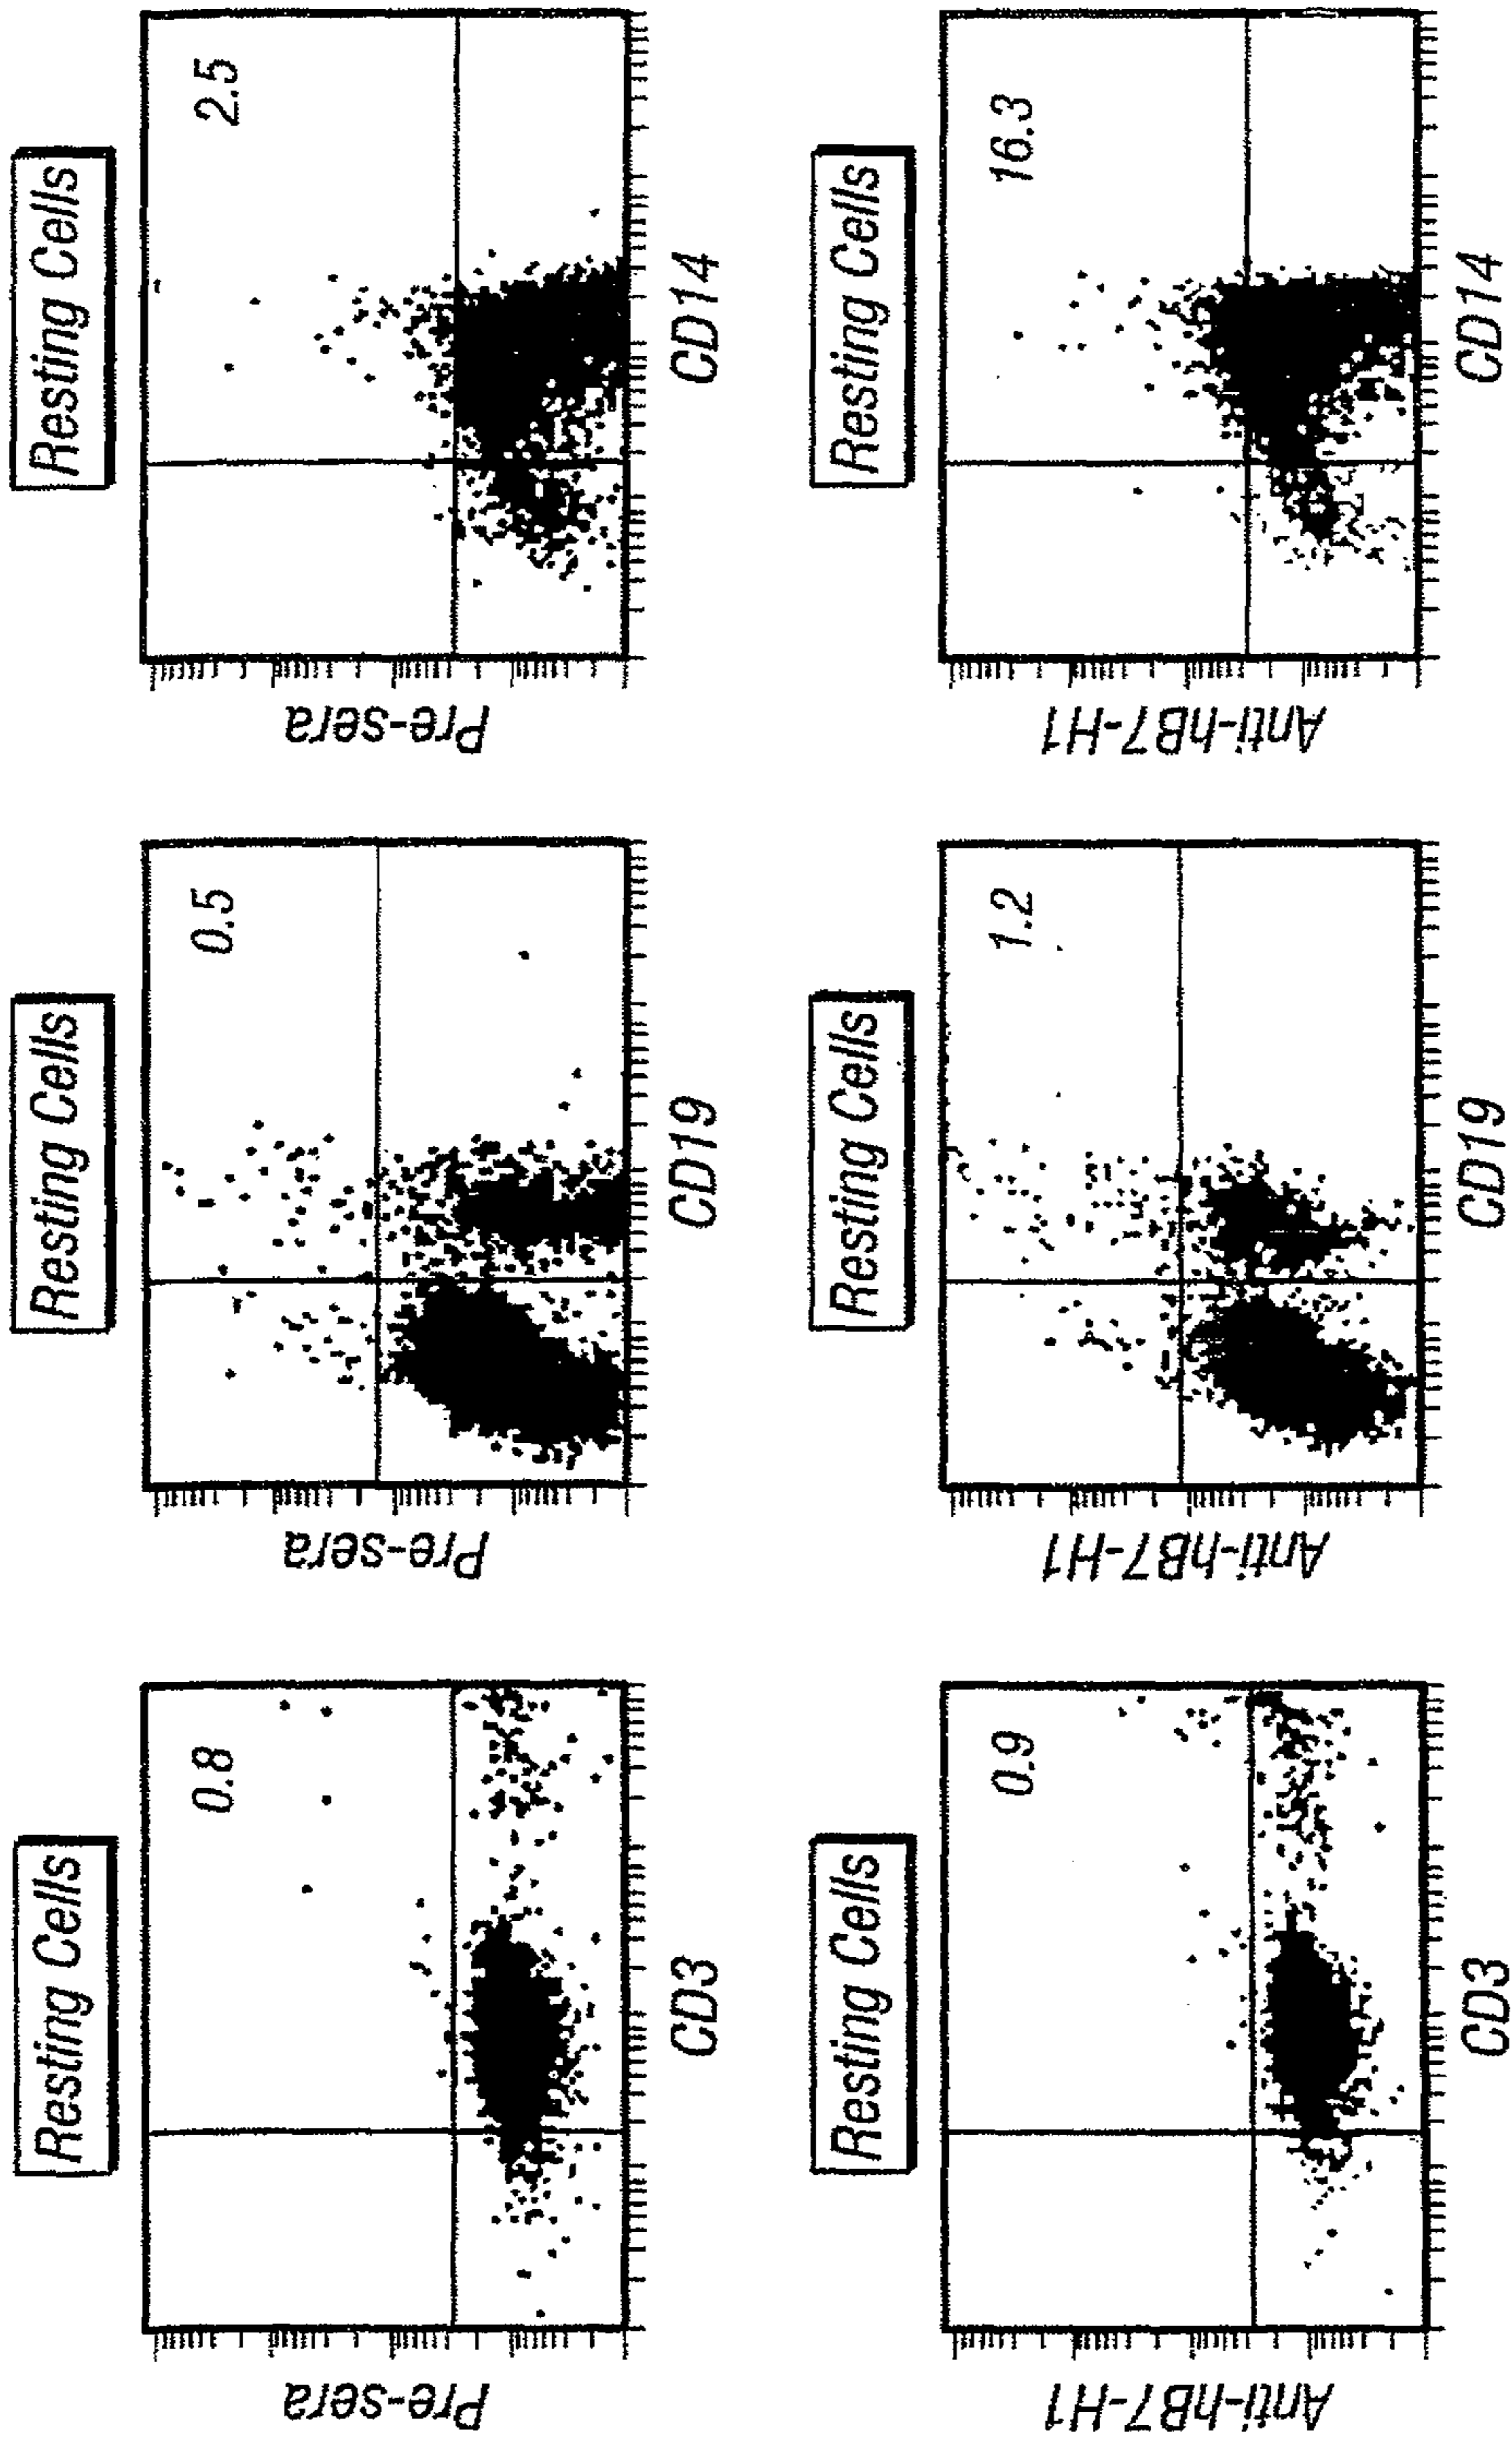 Resting Cells
0.8
Pre-sera
CD3
Resting Cells
0.5
Pre-sera
CD19
Resting Cells
2.5
Pre-sera
CD14
Resting Cells
0.9
Anti-hB7-H1
CD3
Resting Cells
1.2
Anti-hB7-H1
CD19
Resting Cells
16.3
Anti-hB7-H1
CD14